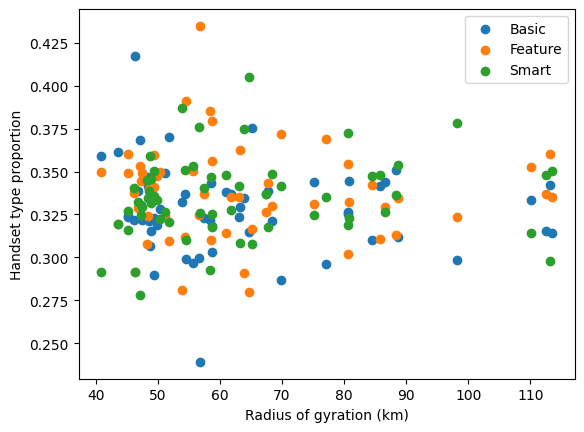 Basic
Feature
Smart
Handset type proportion
0.425
0.400
0.375
0.350
0.325
0.300
0.275
0.250
40 50 60 70 80 90 100 110
Radius of gyration (km)